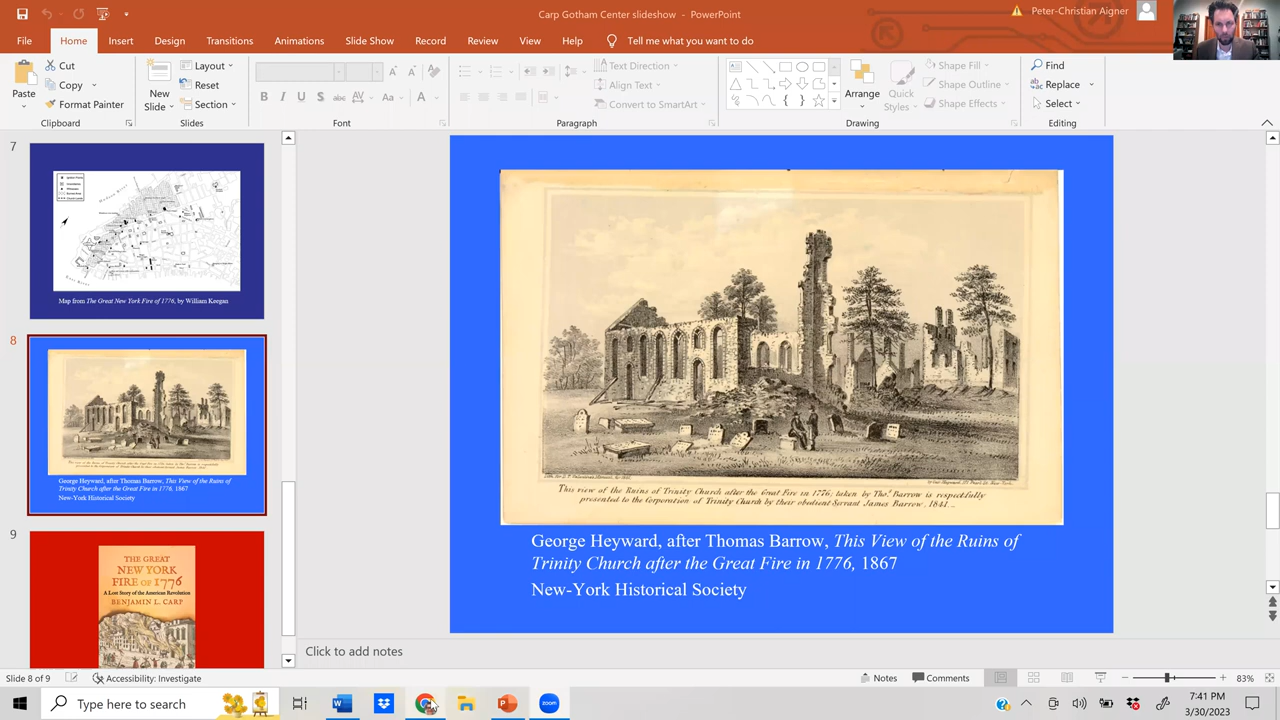 Carp Gotham Center slideshow - PowerPoint
Peter-Christian Aigner
File Home Insert Design Transitions Animations Slide Show Record Review View Help Tell me what you want to do
Paste
Cut
Copy
Format Painter
Clipboard
New
Slide
Layout
Reset
Section
Slides
B I U S abc AV Aa A
Font
Text Direction
Align Text
Convert to SmartArt
Paragraph
Arrange
Quick
Styles
Shape Fill
Shape Outline
Shape Effects
Drawing
Find
Replace
Select
Editing
7
Map from The Great New York Fire of 1776, by William Keegan
8
George Heyward, after Thomas Barrow, This View of the Ruins of
Trinity Church after the Great Fire in 1776, 1867
New-York Historical Society
9
THE GREAT
NEW YORK
FIRE OF 1776
A Lost Story of the American Revolution
BENJAMIN L. CARP
This view of the Ruins of Trinity Church after the Great Fire in 1776; taken by Thos. Barrow is respectfully
presented to the Corporation of Trinity Church by their obedient Servant James Barrow, 1841.
George Heyward, after Thomas Barrow, This View of the Ruins of
Trinity Church after the Great Fire in 1776, 1867
New-York Historical Society
Click to add notes
Slide 8 of 9
Accessibility: Investigate
Notes
Comments
83%
Type here to search
zoom
7:41 PM
3/30/2023